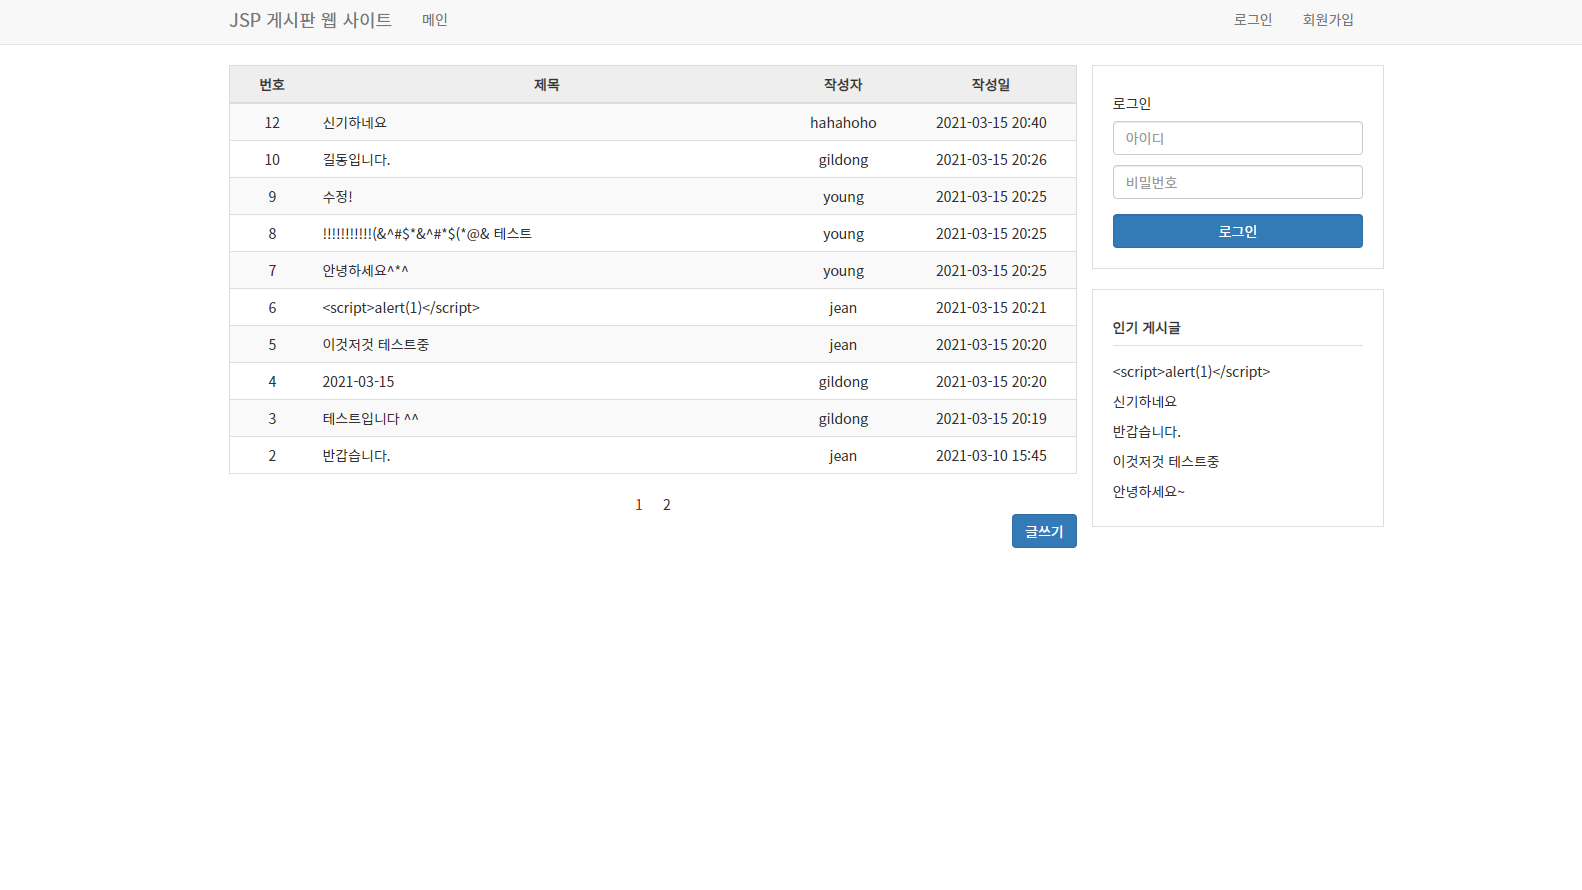 JSP 게시판 웹 사이트 메인 로그인 회원가입
번호 제목 작성자 작성일
12 신기하네요 hahahoho 2021-03-15 20:40
10 길동입니다. gildong 2021-03-15 20:26
9 수정! young 2021-03-15 20:25
8 !!!!!!!!!!!(&^#$*&^#*$(*@& 테스트 young 2021-03-15 20:25
7 안녕하세요^*^ young 2021-03-15 20:25
6 <script>alert(1)</script> jean 2021-03-15 20:21
5 이것저것 테스트중 jean 2021-03-15 20:20
4 2021-03-15 gildong 2021-03-15 20:20
3 테스트입니다 ^^ gildong 2021-03-15 20:19
2 반갑습니다. jean 2021-03-10 15:45
1 2
글쓰기
로그인
아이디
비밀번호
로그인
인기 게시글
<script>alert(1)</script>
신기하네요
반갑습니다.
이것저것 테스트중
안녕하세요~